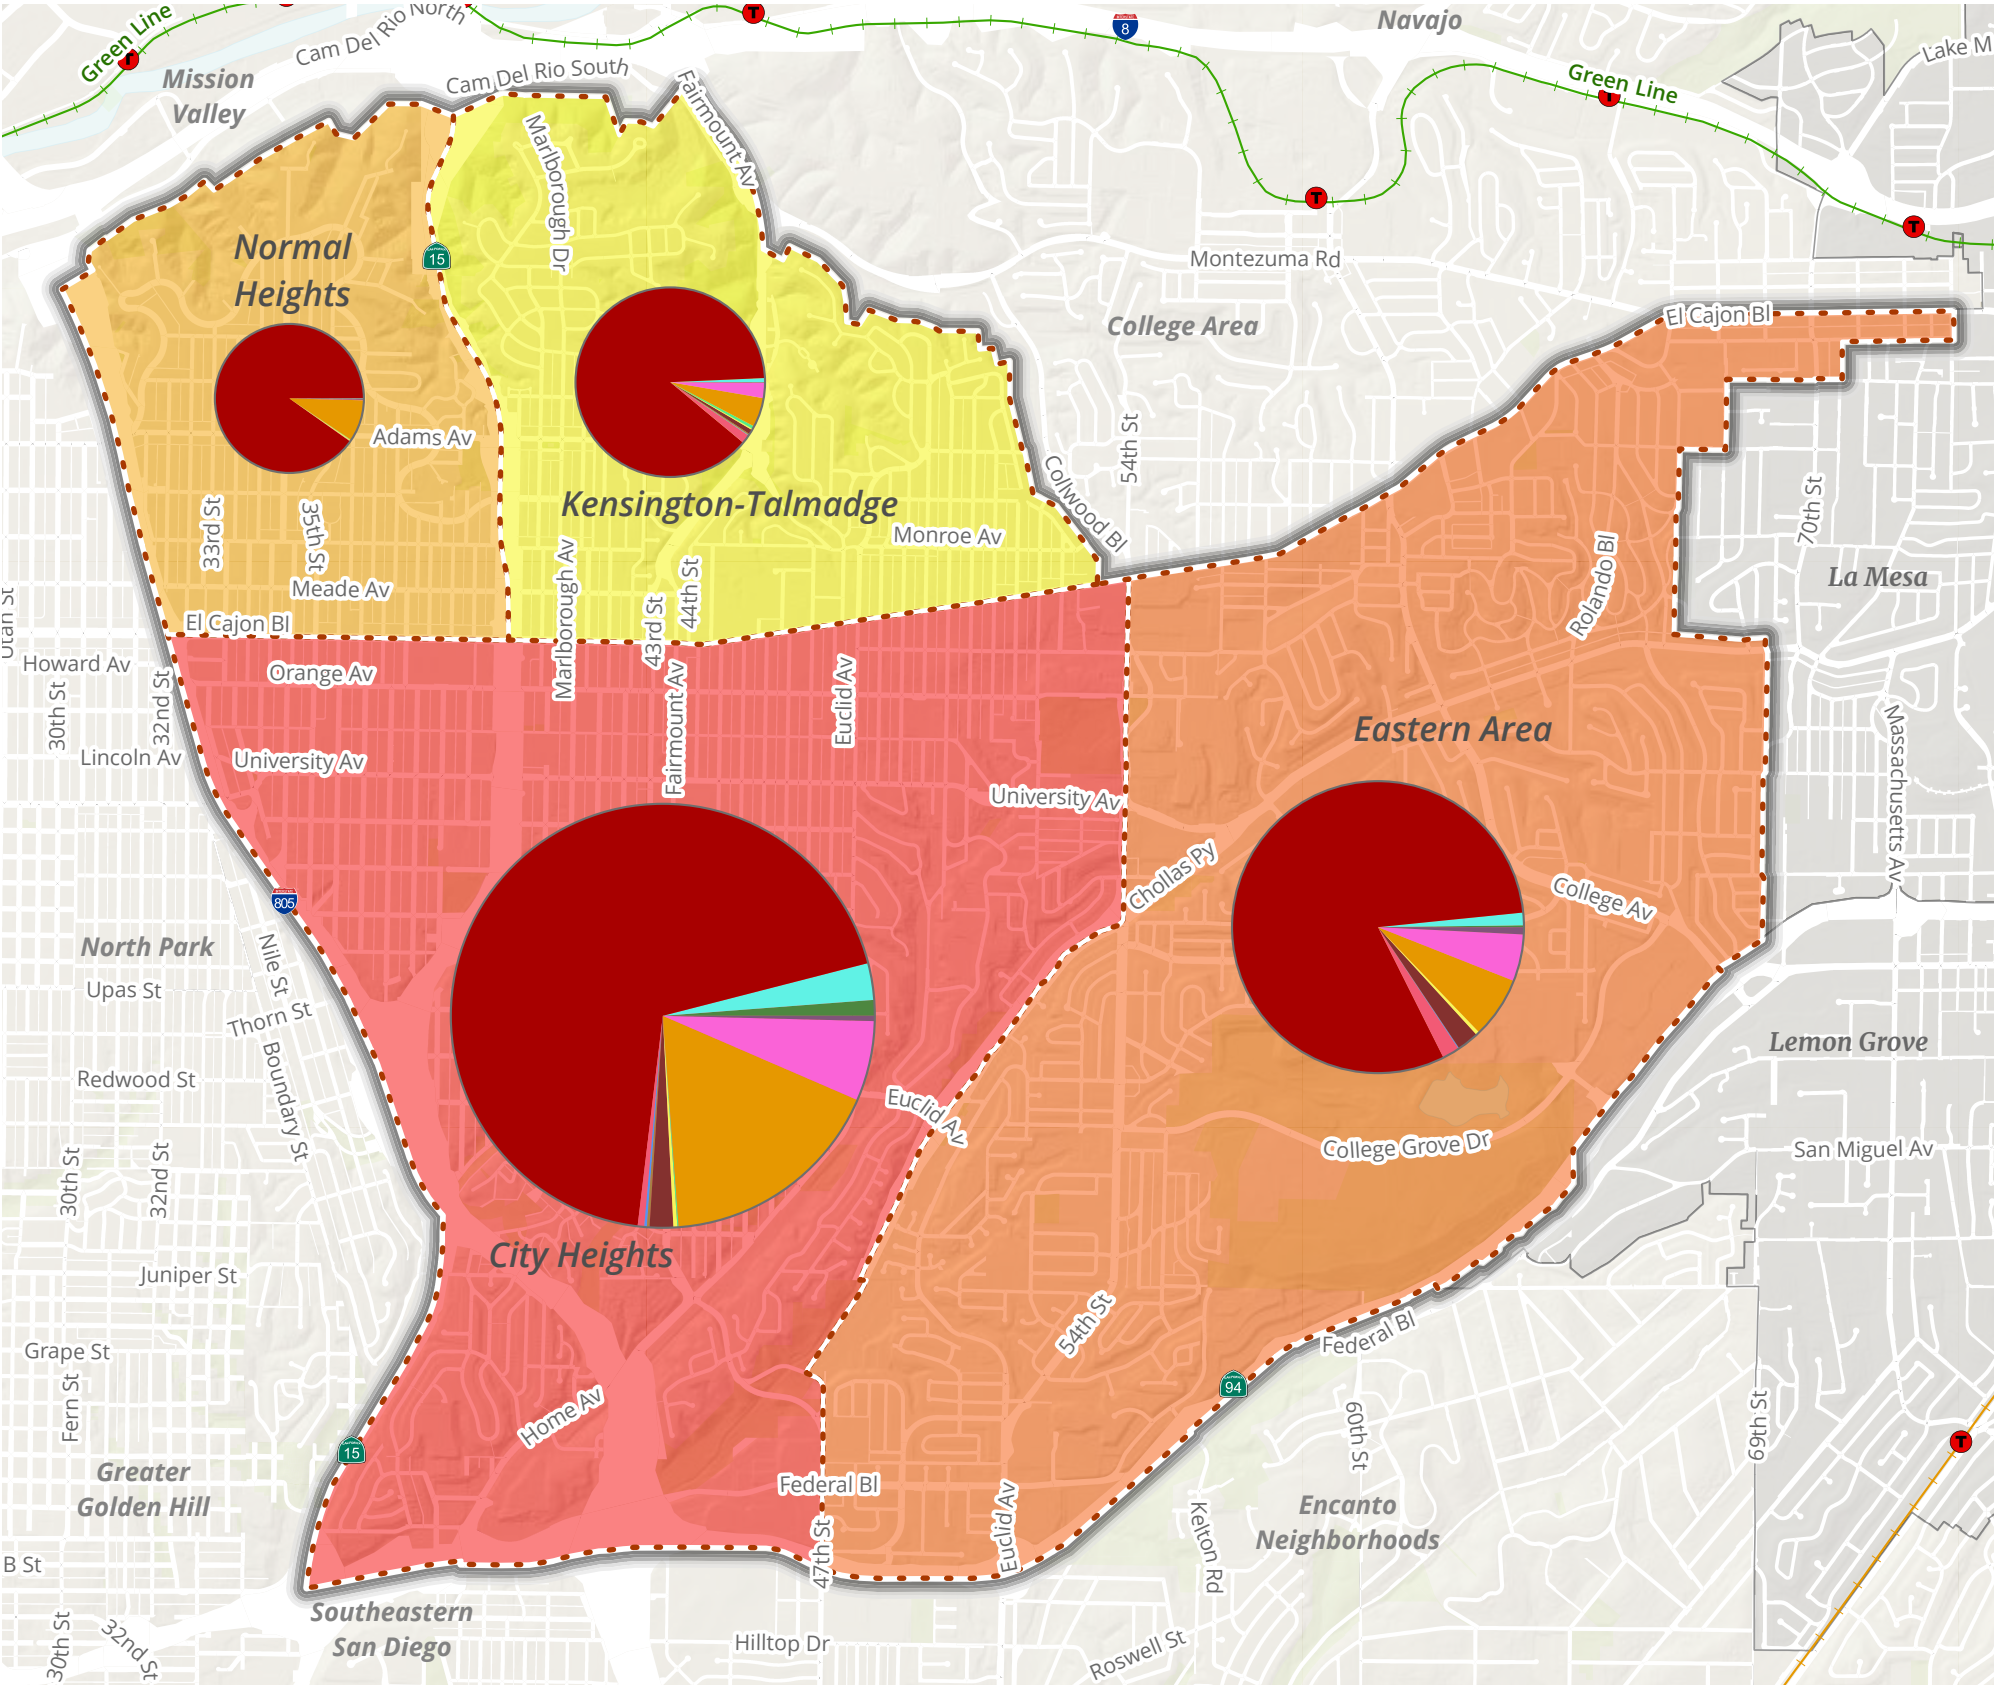 Green Line
Cam Del Rio North
Mission
Valley
Cam Del Rio South
8
Navajo
Lake M
Green Line
Fairmount Av
Marlborough Dr
Normal
Heights
15
Montezuma Rd
College Area
El Cajon Bl
Adams Av
33rd St
35th St
Meade Av
El Cajon Bl
Kensington-Talmadge
Monroe Av
Collwood Bl
54th St
Marlborough Av
43rd St
44th St
70th St
Rolando Bl
La Mesa
Utah St
Howard Av
30th St
32nd St
Lincoln Av
Orange Av
University Av
Fairmount Av
Euclid Av
University Av
Eastern Area
Massachusetts Av
Chollas Py
College Av
805
North Park
Nile St
Upas St
Thorn St
Boundary St
Redwood St
30th St
32nd St
Euclid Av
College Grove Dr
Lemon Grove
San Miguel Av
City Heights
Juniper St
Grape St
Fern St
54th St
Federal Bl
94
Home Av
15
Greater
Golden Hill
Federal Bl
47th St
Euclid Av
Kelton Rd
60th St
69th St
Encanto
Neighborhoods
B St
30th St
32nd St
Southeastern
San Diego
Hilltop Dr
Roswell St
T
T
T
T
T
T